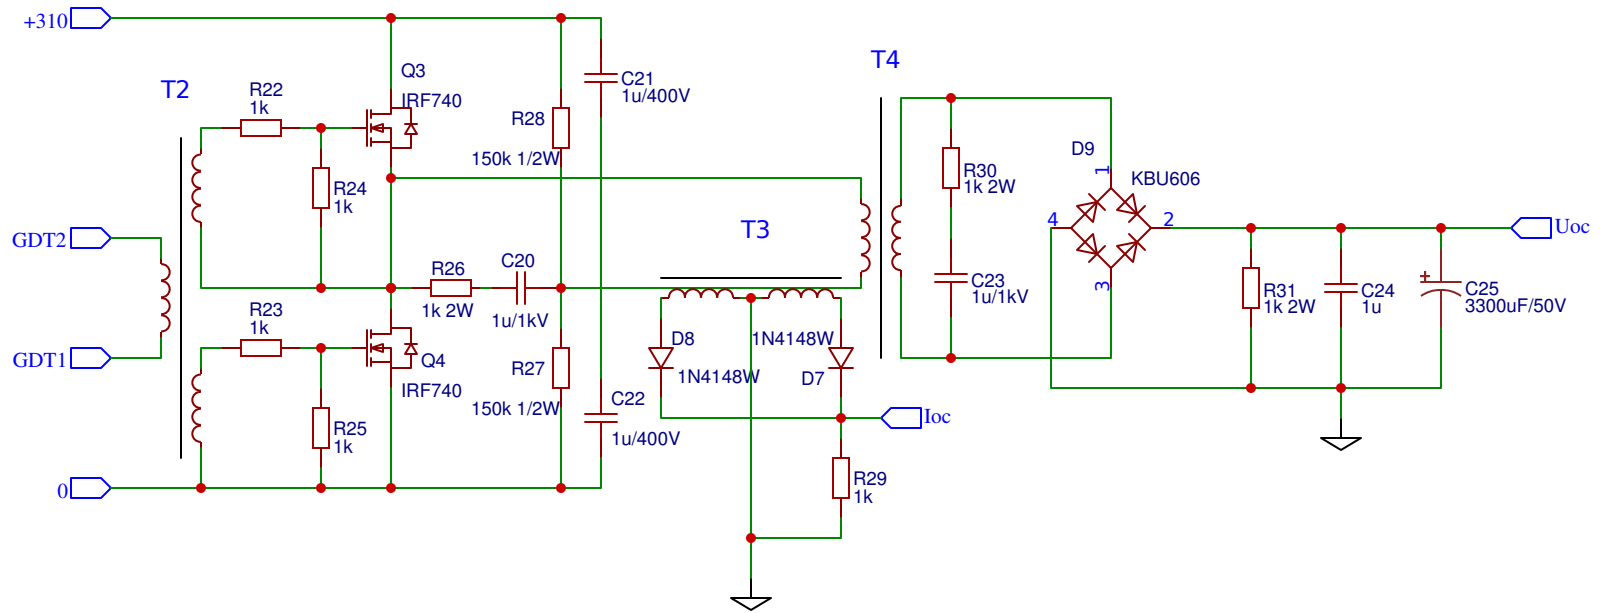 +310
T2
R22
1k
Q3
IRF740
R28
150k 1/2W
C21
1u/400V
T4
R24
1k
GDT2
R26
1k 2W
C20
1u/1kV
T3
R30
1k 2W
D9
KBU606
1
4
2
3
Uoc
C23
1u/1kV
R31
1k 2W
C24
1u
+
C25
3300uF/50V
GDT1
R23
1k
Q4
IRF740
R27
150k 1/2W
D8
1N4148W
1N4148W
D7
R25
1k
C22
1u/400V
Ioc
R29
1k
0